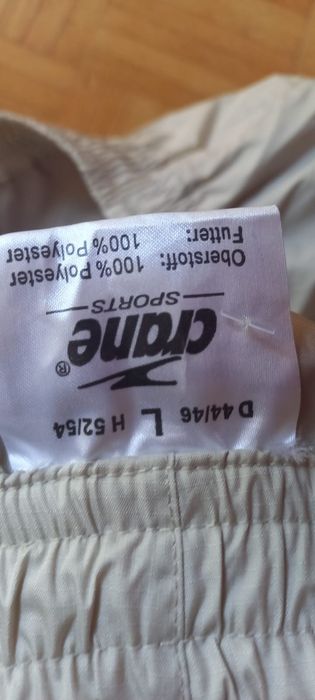 D 44/46 L H 52/54
crane®
SPORTS
Oberstoff: 100% Polyester
Futter: 100% Polyester